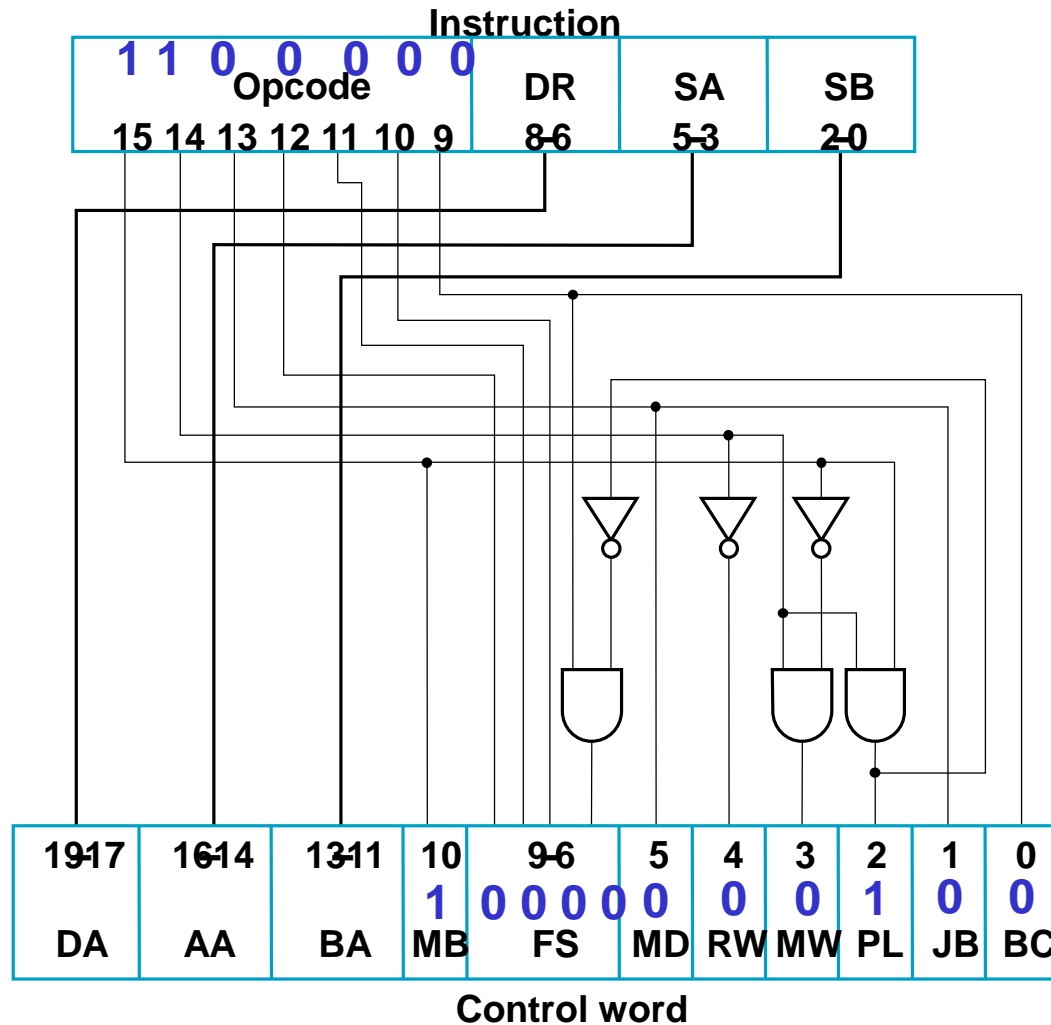 Instruction
1 1 0 0 0 0 0
Opcode DR SA SB
15 14 13 12 11 10 9 8-6 5-3 2-0
19-17 16-14 13-11 10 9-6 5 4 3 2 1 0
1 0 0 0 0 0 0 0 1 0 0
DA AA BA MB FS MD RW MW PL JB BC
Control word